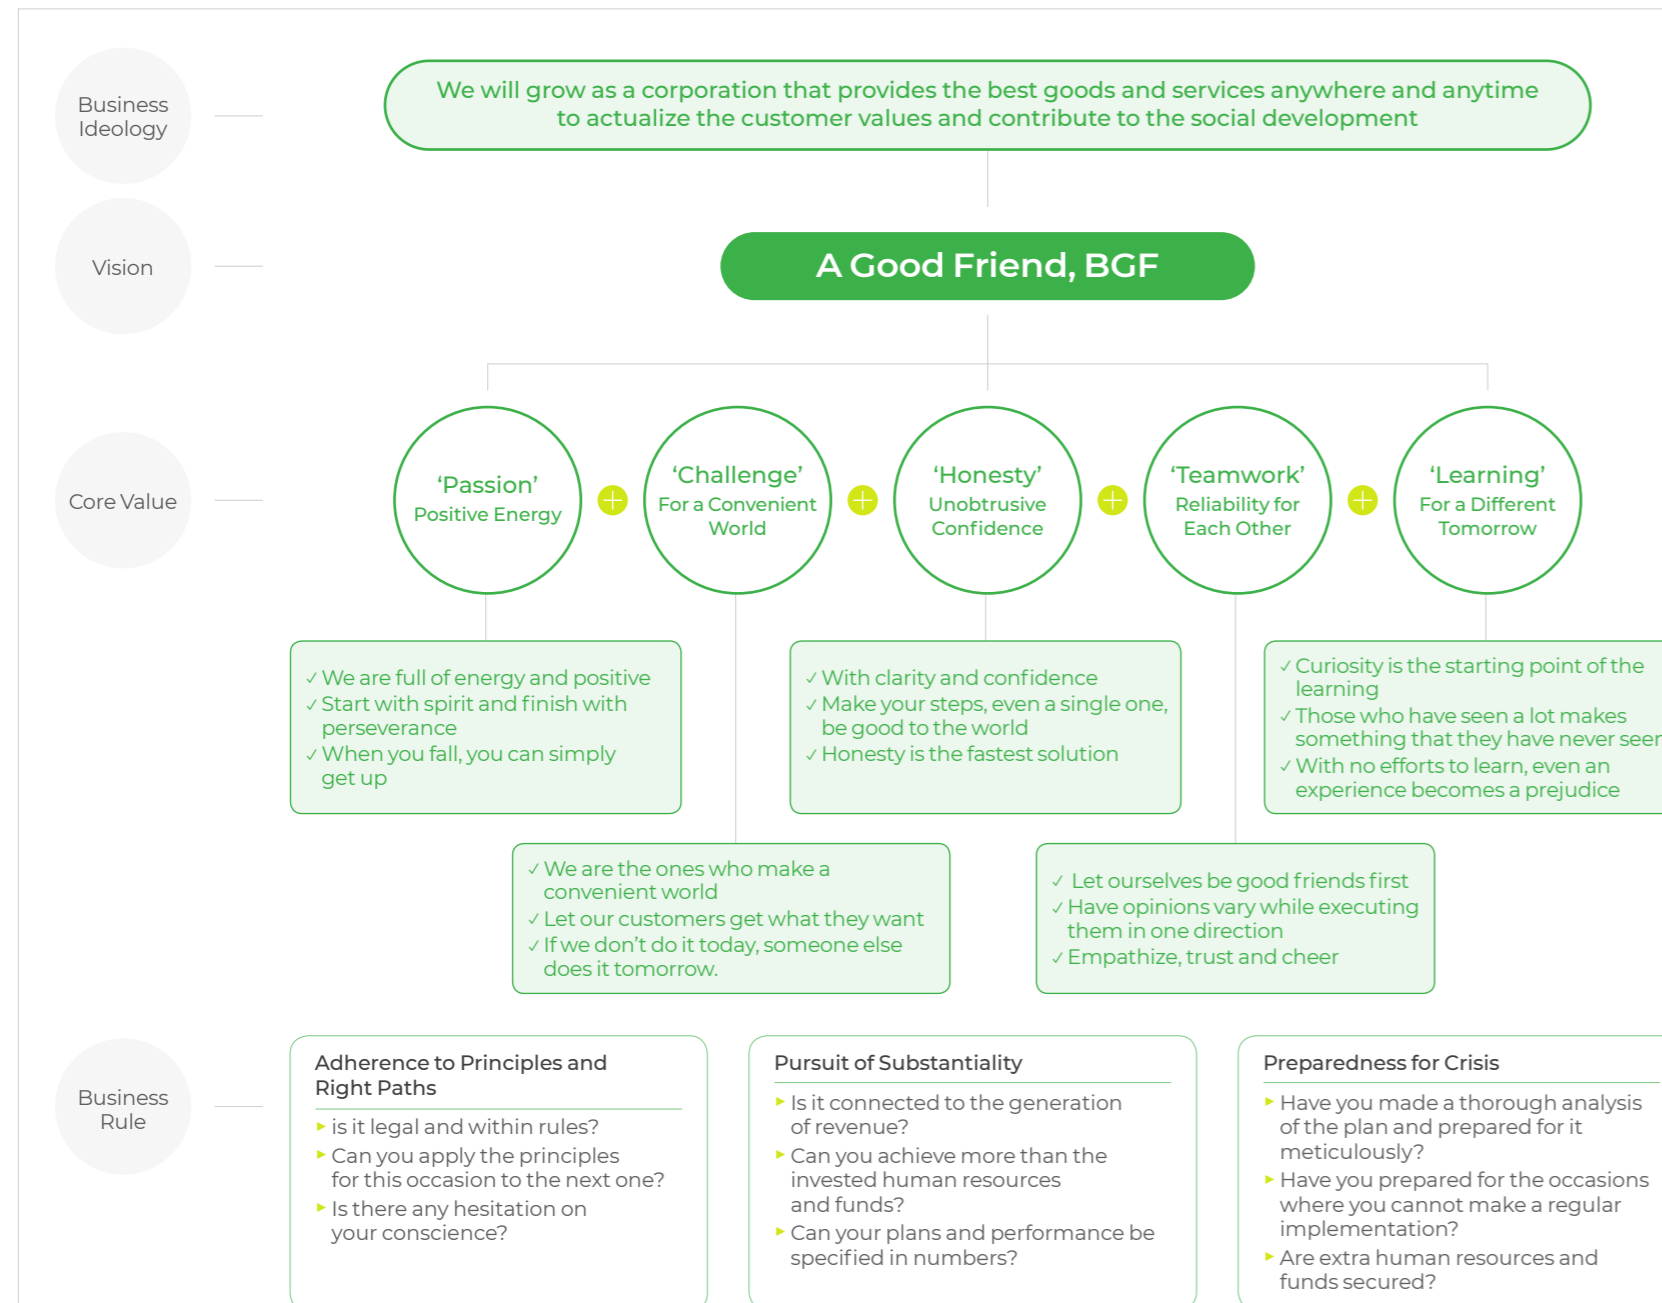 Business
Ideology
We will grow as a corporation that provides the best goods and services anywhere and anytime
to actualize the customer values and contribute to the social development
Vision
A Good Friend, BGF
Core Value
‘Passion’
Positive Energy
‘Challenge’
For a Convenient
World
‘Honesty’
Unobtrusive
Confidence
‘Teamwork’
Reliability for
Each Other
‘Learning’
For a Different
Tomorrow
✓ We are full of energy and positive
✓ Start with spirit and finish with
perseverance
✓ When you fall, you can simply
get up
✓ With clarity and confidence
✓ Make your steps, even a single one,
be good to the world
✓ Honesty is the fastest solution
✓ Curiosity is the starting point of the
learning
✓ Those who have seen a lot makes
something that they have never seen
✓ With no efforts to learn, even an
experience becomes a prejudice
✓ We are the ones who make a
convenient world
✓ Let our customers get what they want
✓ If we don’t do it today, someone else
does it tomorrow.
✓ Let ourselves be good friends first
✓ Have opinions vary while executing
them in one direction
✓ Empathize, trust and cheer
Business
Rule
Adherence to Principles and
Right Paths
▸ is it legal and within rules?
▸ Can you apply the principles
for this occasion to the next one?
▸ Is there any hesitation on
your conscience?
Pursuit of Substantiality
▸ Is it connected to the generation
of revenue?
▸ Can you achieve more than the
invested human resources
and funds?
▸ Can your plans and performance be
specified in numbers?
Preparedness for Crisis
▸ Have you made a thorough analysis
of the plan and prepared for it
meticulously?
▸ Have you prepared for the occasions
where you cannot make a regular
implementation?
▸ Are extra human resources and
funds secured?